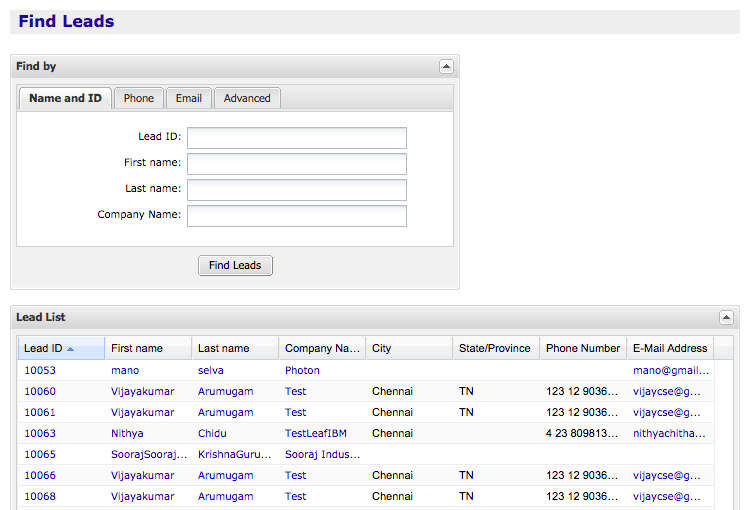 Find Leads
Find by
Name and ID Phone Email Advanced
Lead ID:
First name:
Last name:
Company Name:
Find Leads
Lead List
Lead ID First name Last name Company Na... City State/Province Phone Number E-Mail Address
10053 mano selva Photon mano@gmail...
10060 Vijayakumar Arumugam Test Chennai TN 123 12 9036... vijaycse@g...
10061 Vijayakumar Arumugam Test Chennai TN 123 12 9036... vijaycse@g...
10063 Nithya Chidu TestLeafIBM Chennai 4 23 809813... nithyachitha...
10065 SoorajSooraj... KrishnaGuru... Sooraj Indus...
10066 Vijayakumar Arumugam Test Chennai TN 123 12 9036... vijaycse@g...
10068 Vijayakumar Arumugam Test Chennai TN 123 12 9036... vijaycse@g...